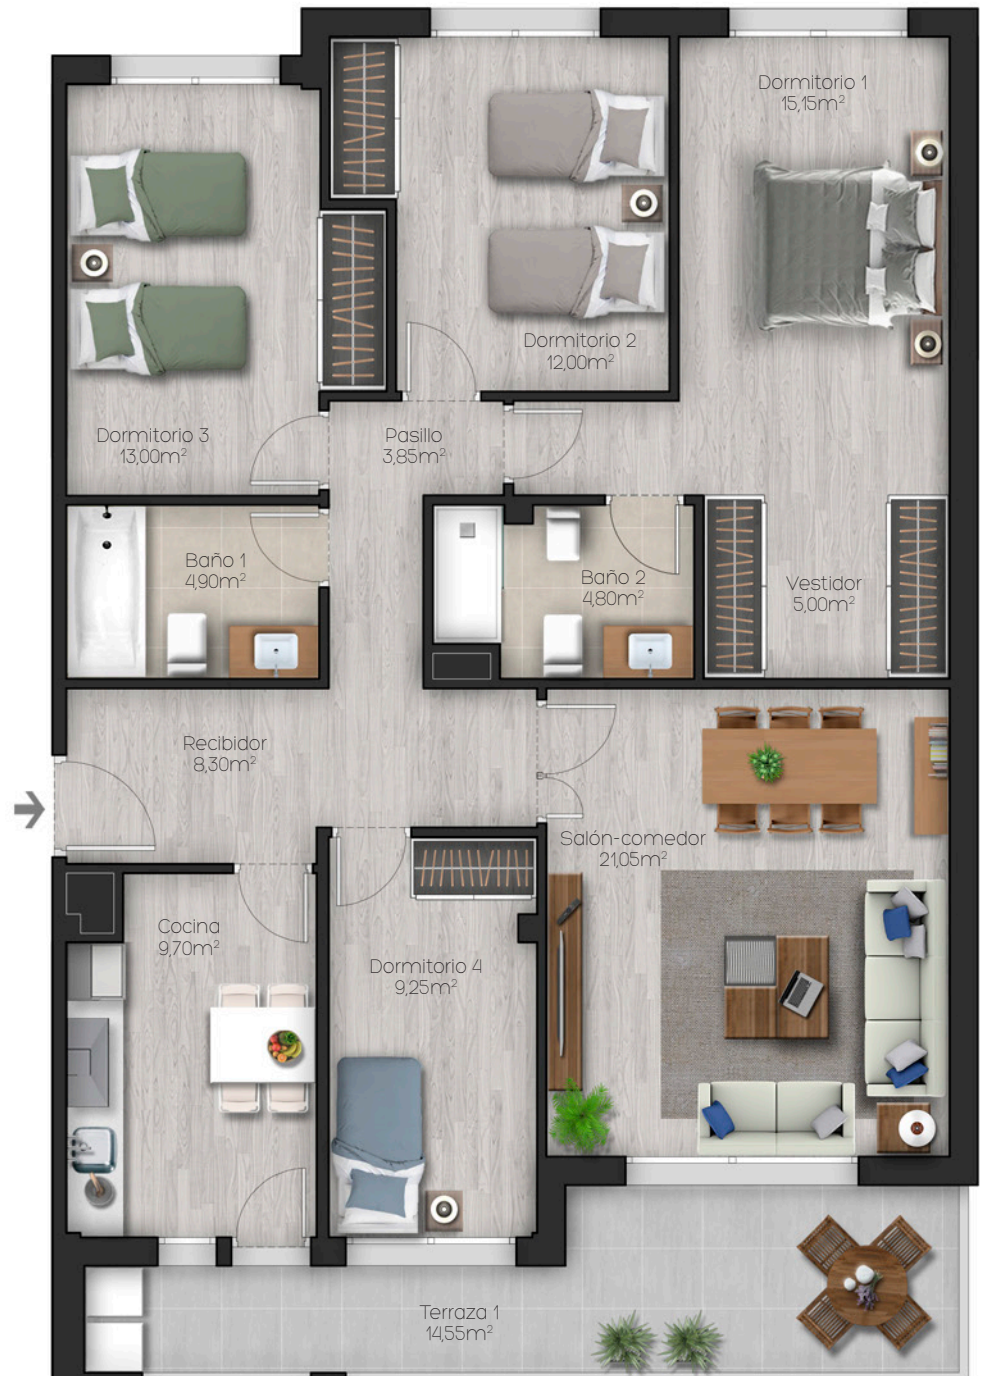 Dormitorio 1
15,15m²
Dormitorio 2
12,00m²
Dormitorio 3
13,00m²
Pasillo
3,85m²
Baño 1
4,90m²
Baño 2
4,80m²
Vestidor
5,00m²
Recibidor
8,30m²
Salón-comedor
21,05m²
Cocina
9,70m²
Dormitorio 4
9,25m²
Terraza 1
14,55m²